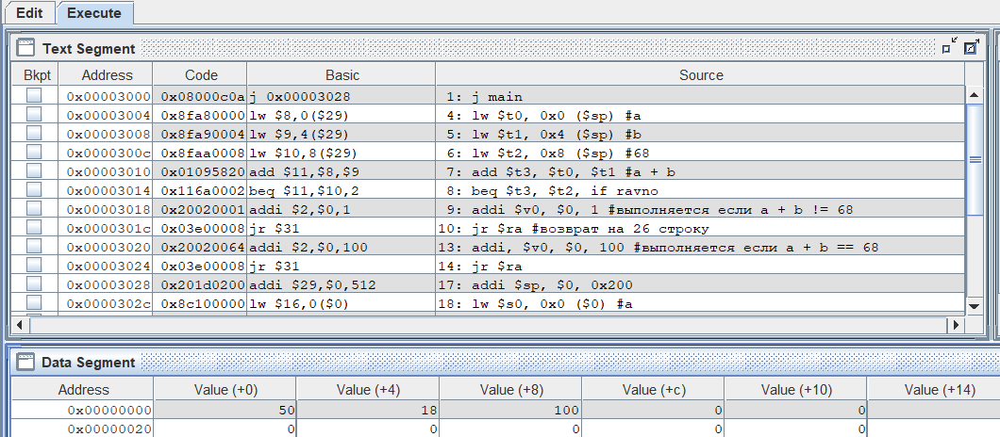 Edit Execute
Text Segment
Bkpt Address Code Basic Source
0x00003000 0x08000c0a j 0x00003028 1: j main
0x00003004 0x8fa80000 lw $8,0($29) 4: lw $t0, 0x0 ($sp) #a
0x00003008 0x8fa90004 lw $9,4($29) 5: lw $t1, 0x4 ($sp) #b
0x0000300c 0x8faa0008 lw $10,8($29) 6: lw $t2, 0x8 ($sp) #68
0x00003010 0x01095820 add $11,$8,$9 7: add $t3, $t0, $t1 #a + b
0x00003014 0x116a0002 beq $11,$10,2 8: beq $t3, $t2, if ravno
0x00003018 0x20020001 addi $2,$0,1 9: addi $v0, $0, 1 #выполняется если a + b != 68
0x0000301c 0x03e00008 jr $31 10: jr $ra #возврат на 26 строку
0x00003020 0x20020064 addi $2,$0,100 13: addi, $v0, $0, 100 #выполняется если a + b == 68
0x00003024 0x03e00008 jr $31 14: jr $ra
0x00003028 0x201d0200 addi $29,$0,512 17: addi $sp, $0, 0x200
0x0000302c 0x8c100000 lw $16,0($0) 18: lw $s0, 0x0 ($0) #a
Data Segment
Address Value (+0) Value (+4) Value (+8) Value (+c) Value (+10) Value (+14)
0x00000000 50 18 100 0 0
0x00000020 0 0 0 0 0